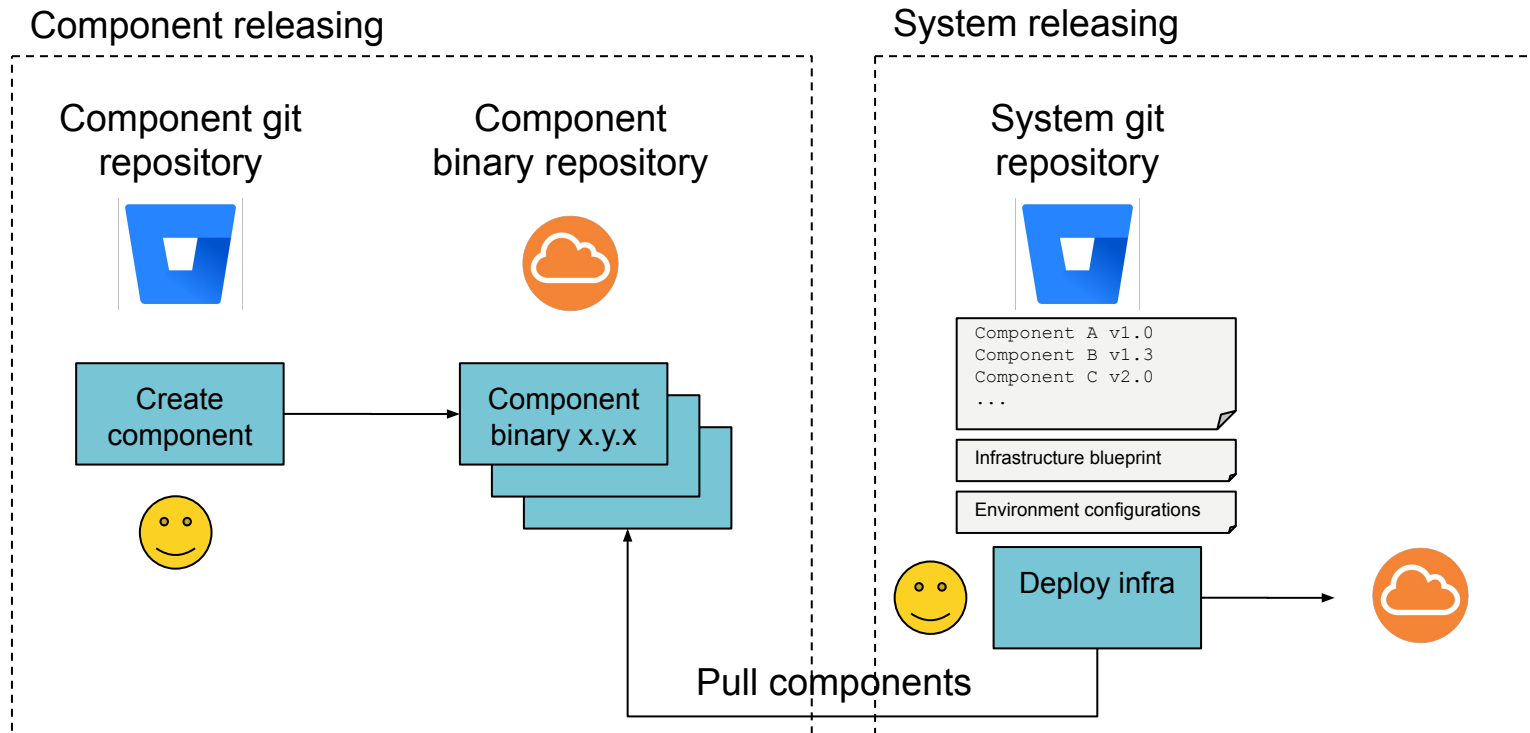 Component releasing
System releasing
Component git
repository
Component
binary repository
System git
repository
Component A v1.0
Component B v1.3
Component C v2.0
...
Create
component
Component
binary x.y.x
Infrastructure blueprint
Environment configurations
Deploy infra
Pull components